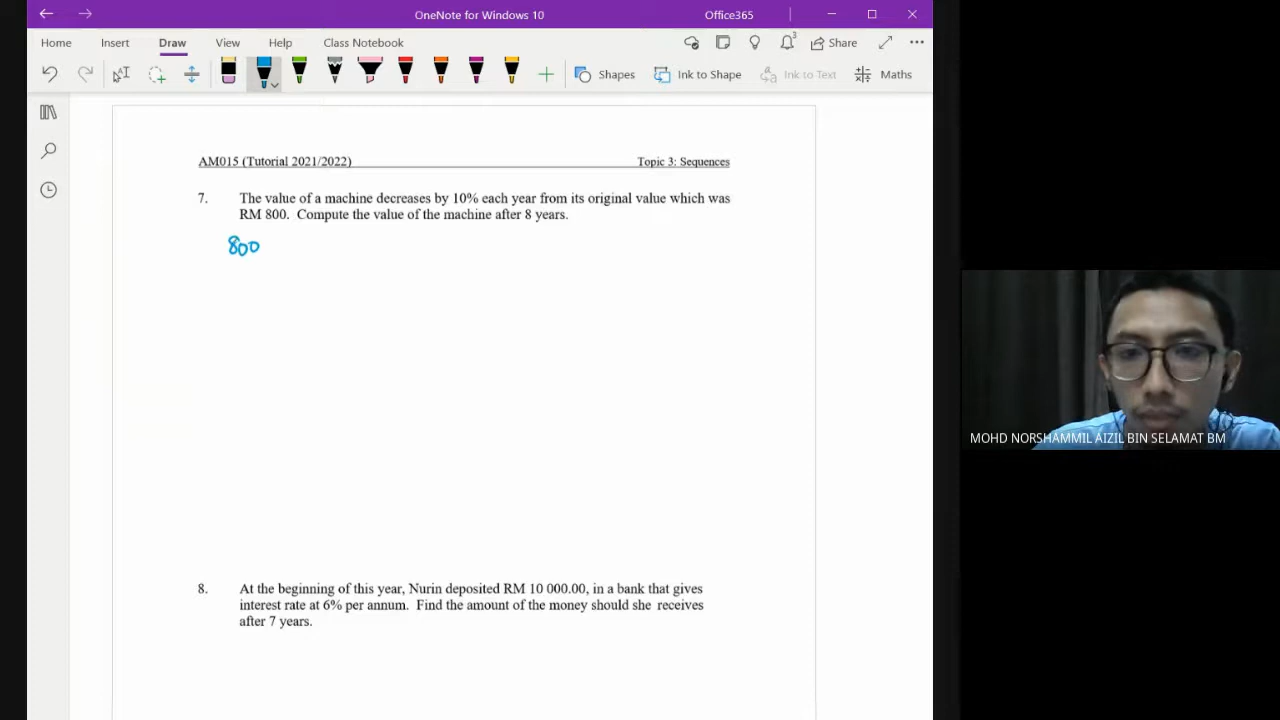 OneNote for Windows 10
Office365
Home
Insert
Draw
View
Help
Class Notebook
3
Share
Shapes
Ink to Shape
Ink to Text
Maths
AM015 (Tutorial 2021/2022)
Topic 3: Sequences
7. The value of a machine decreases by 10% each year from its original value which was
RM 800. Compute the value of the machine after 8 years.
800
8. At the beginning of this year, Nurin deposited RM 10 000.00, in a bank that gives
interest rate at 6% per annum. Find the amount of the money should she receives
after 7 years.
MOHD NORSHAMMIL AIZIL BIN SELAMAT BM